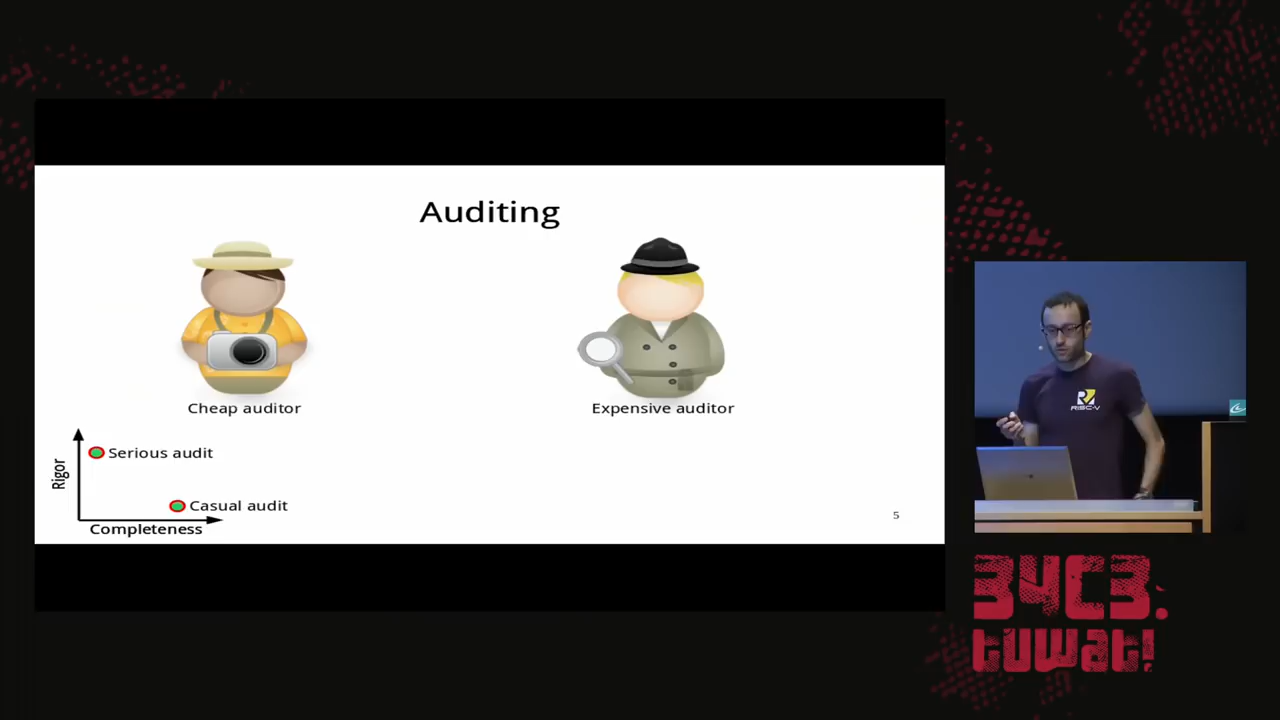 Auditing
Cheap auditor
Expensive auditor
Rigor
Serious audit
Casual audit
Completeness
5
RISC-V
34C3.
tuwat!